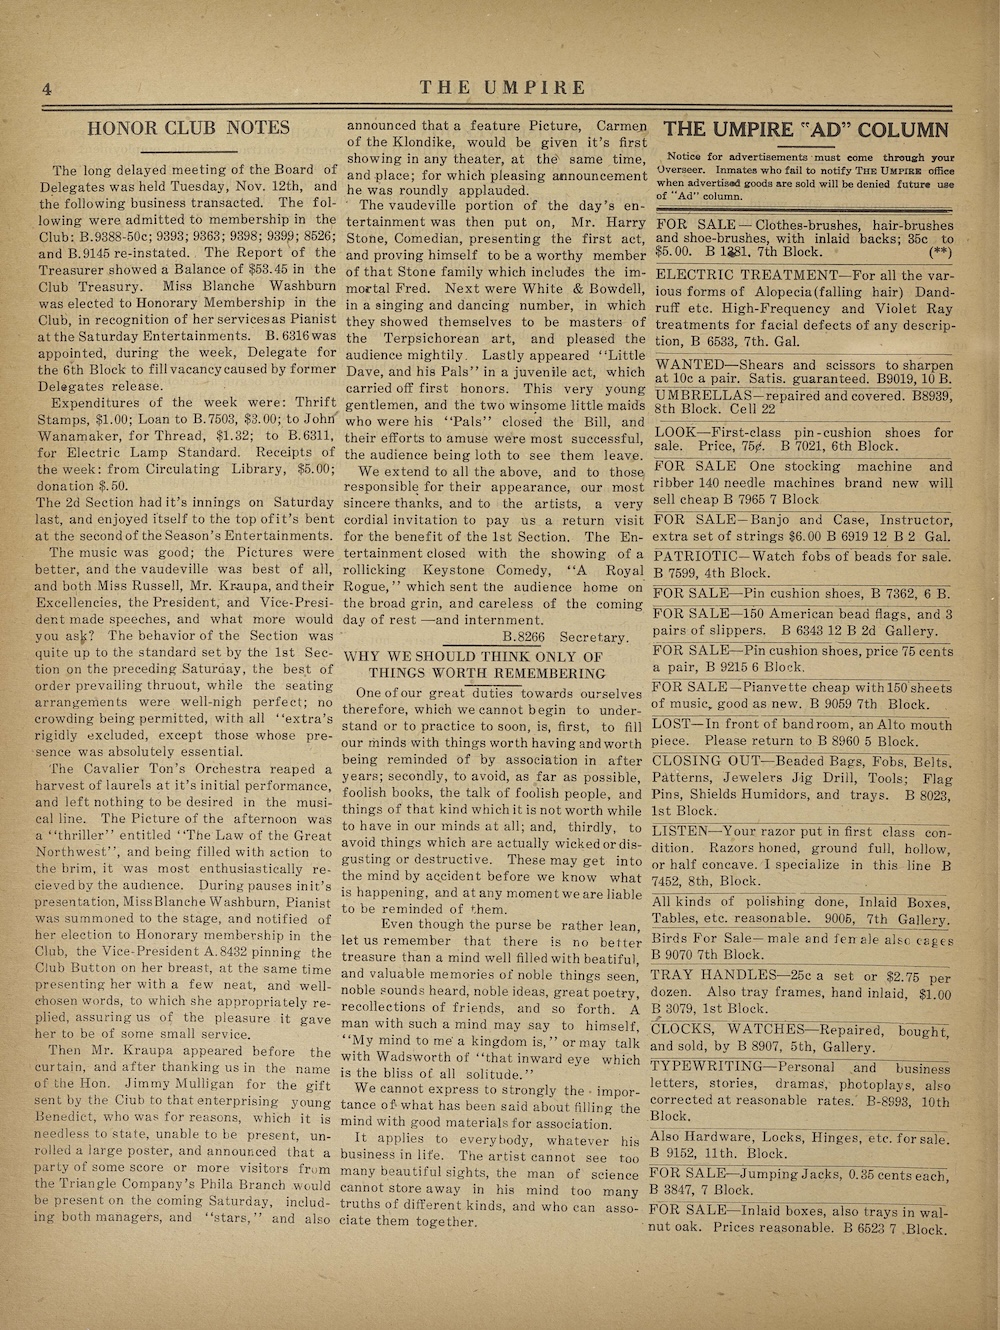 4
THE UMPIRE
HONOR CLUB NOTES
The long delayed meeting of the Board of
Delegates was held Tuesday, Nov. 12th, and
the following business transacted. The fol-
lowing were admitted to membership in the
Club: B.9388-50c; 9393; 9363; 9398; 9399; 8526;
and B.9145 re-instated. The Report of the
Treasurer showed a Balance of $53.45 in the
Club Treasury. Miss Blanche Washburn
was elected to Honorary Membership in the
Club, in recognition of her services as Pianist
at the Saturday Entertainments. B. 6316 was
appointed, during the week, Delegate for
the 6th Block to fill vacancy caused by former
Delegates release.
Expenditures of the week were: Thrift
Stamps, $1.00; Loan to B.7503, $3.00; to John
Wanamaker, for Thread, $1.32; to B.6311,
for Electric Lamp Standard. Receipts of
the week: from Circulating Library, $5.00;
donation $.50.
The 2d Section had it's innings on Saturday
last, and enjoyed itself to the top of it's bent
at the second of the Season's Entertainments.
The music was good; the Pictures were
better, and the vaudeville was best of all,
and both Miss Russell, Mr. Kraupa, and their
Excellencies, the President, and Vice-Presi-
dent made speeches, and what more would
you ask? The behavior of the Section was
quite up to the standard set by the 1st Sec-
tion on the preceding Saturday, the best of
order prevailing thruout, while the seating
arrangements were well-nigh perfect; no
crowding being permitted, with all "extra's
rigidly excluded, except those whose pre-
sence was absolutely essential.
The Cavalier Ton's Orchestra reaped a
harvest of laurels at it's initial performance,
and left nothing to be desired in the musi-
cal line. The Picture of the afternoon was
a "thriller" entitled "The Law of the Great
Northwest", and being filled with action to
the brim, it was most enthusiastically re-
cieved by the audience. During pauses in it's
presentation, Miss Blanche Washburn, Pianist
was summoned to the stage, and notified of
her election to Honorary membership in the
Club, the Vice-President A.8432 pinning the
Club Button on her breast, at the same time
presenting her with a few neat, and well-
chosen words, to which she appropriately re-
plied, assuring us of the pleasure it gave
her to be of some small service.
Then Mr. Kraupa appeared before the
curtain, and after thanking us in the name
of the Hon. Jimmy Mulligan for the gift
sent by the Club to that enterprising young
Benedict, who was for reasons, which it is
needless to state, unable to be present, un-
rolled a large poster, and announced that a
party of some score or more visitors from
the Triangle Company's Phila Branch would
be present on the coming Saturday, includ-
ing both managers, and "stars," and also
announced that a feature Picture, Carmen
of the Klondike, would be given it's first
showing in any theater, at the same time,
and place; for which pleasing announcement
he was roundly applauded.
The vaudeville portion of the day's en-
tertainment was then put on, Mr. Harry
Stone, Comedian, presenting the first act,
and proving himself to be a worthy member
of that Stone family which includes the im-
mortal Fred. Next were White & Bowdell,
in a singing and dancing number, in which
they showed themselves to be masters of
the Terpsichorean art, and pleased the
audience mightily. Lastly appeared "Little
Dave, and his Pals" in a juvenile act, which
carried off first honors. This very young
gentlemen, and the two winsome little maids
who were his "Pals" closed the Bill, and
their efforts to amuse were most successful,
the audience being loth to see them leave.
We extend to all the above, and to those
responsible for their appearance, our most
sincere thanks, and to the artists, a very
cordial invitation to pay us a return visit
for the benefit of the 1st Section. The En-
tertainment closed with the showing of a
rollicking Keystone Comedy, "A Royal
Rogue," which sent the audience home on
the broad grin, and careless of the coming
day of rest—and internment.
B.8266 Secretary.
WHY WE SHOULD THINK ONLY OF
THINGS WORTH REMEMBERING
One of our great duties towards ourselves
therefore, which we cannot begin to under-
stand or to practice to soon, is, first, to fill
our minds with things worth having and worth
being reminded of by association in after
years; secondly, to avoid, as far as possible,
foolish books, the talk of foolish people, and
things of that kind which it is not worth while
to have in our minds at all; and, thirdly, to
avoid things which are actually wicked or dis-
gusting or destructive. These may get into
the mind by accident before we know what
is happening, and at any moment we are liable
to be reminded of them.
Even though the purse be rather lean,
let us remember that there is no better
treasure than a mind well filled with beatiful,
and valuable memories of noble things seen,
noble sounds heard, noble ideas, great poetry,
recollections of friends, and so forth. A
man with such a mind may say to himself,
"My mind to me a kingdom is," or may talk
with Wadsworth of "that inward eye which
is the bliss of all solitude."
We cannot express to strongly the impor-
tance of what has been said about filling the
mind with good materials for association.
It applies to everybody, whatever his
business in life. The artist cannot see too
many beautiful sights, the man of science
cannot store away in his mind too many
truths of different kinds, and who can asso-
ciate them together.
THE UMPIRE "AD" COLUMN
Notice for advertisements must come through your
Overseer. Inmates who fail to notify THE UMPIRE office
when advertised goods are sold will be denied future use
of "Ad" column.
FOR SALE—Clothes-brushes, hair-brushes
and shoe-brushes, with inlaid backs; 35c to
$5.00. B 7th Block. (**)
ELECTRIC TREATMENT—For all the var-
ious forms of Alopecia(falling hair) Dand-
ruff etc. High-Frequency and Violet Ray
treatments for facial defects of any descrip-
tion, B 6533, 7th. Gal.
WANTED—Shears and scissors to sharpen
at 10c a pair. Satis. guaranteed. B9019, 10 B.
UMBRELLAS—repaired and covered. B8939,
8th Block. Cell 22
LOOK—First-class pin-cushion shoes for
sale. Price, 75¢. B 7021, 6th Block.
FOR SALE One stocking machine and
ribber 140 needle machines brand new will
sell cheap B 7965 7 Block
FOR SALE—Banjo and Case, Instructor,
extra set of strings $6.00 B 6919 12 B 2 Gal.
PATRIOTIC—Watch fobs of beads for sale.
B 7599, 4th Block.
FOR SALE—Pin cushion shoes, B 7362, 6 B.
FOR SALE—150 American bead flags, and 3
pairs of slippers. B 6343 12 B 2d Gallery.
FOR SALE—Pin cushion shoes, price 75 cents
a pair, B 9215 6 Block.
FOR SALE—Pianvette cheap with 150 sheets
of music, good as new. B 9059 7th Block.
LOST—In front of bandroom, an Alto mouth
piece. Please return to B 8960 5 Block.
CLOSING OUT—Beaded Bags, Fobs, Belts,
Patterns, Jewelers Jig Drill, Tools; Flag
Pins, Shields Humidors, and trays. B 8023,
1st Block.
LISTEN—Your razor put in first class con-
dition. Razors honed, ground full, hollow,
or half concave. I specialize in this line B
7452, 8th, Block.
All kinds of polishing done, Inlaid Boxes,
Tables, etc. reasonable. 9005, 7th Gallery.
Birds For Sale—male and female also cages
B 9070 7th Block.
TRAY HANDLES—25c a set or $2.75 per
dozen. Also tray frames, hand inlaid, $1.00
B 3079, 1st Block.
CLOCKS, WATCHES—Repaired, bought,
and sold, by B 8907, 5th, Gallery.
TYPEWRITING—Personal and business
letters, stories, dramas, photoplays, also
corrected at reasonable rates. B-8993, 10th
Block.
Also Hardware, Locks, Hinges, etc. for sale.
B 9152, 11th. Block.
FOR SALE—Jumping Jacks, 0.35 cents each,
B 3847, 7 Block.
FOR SALE—Inlaid boxes, also trays in wal-
nut oak. Prices reasonable. B 6523 7 Block.